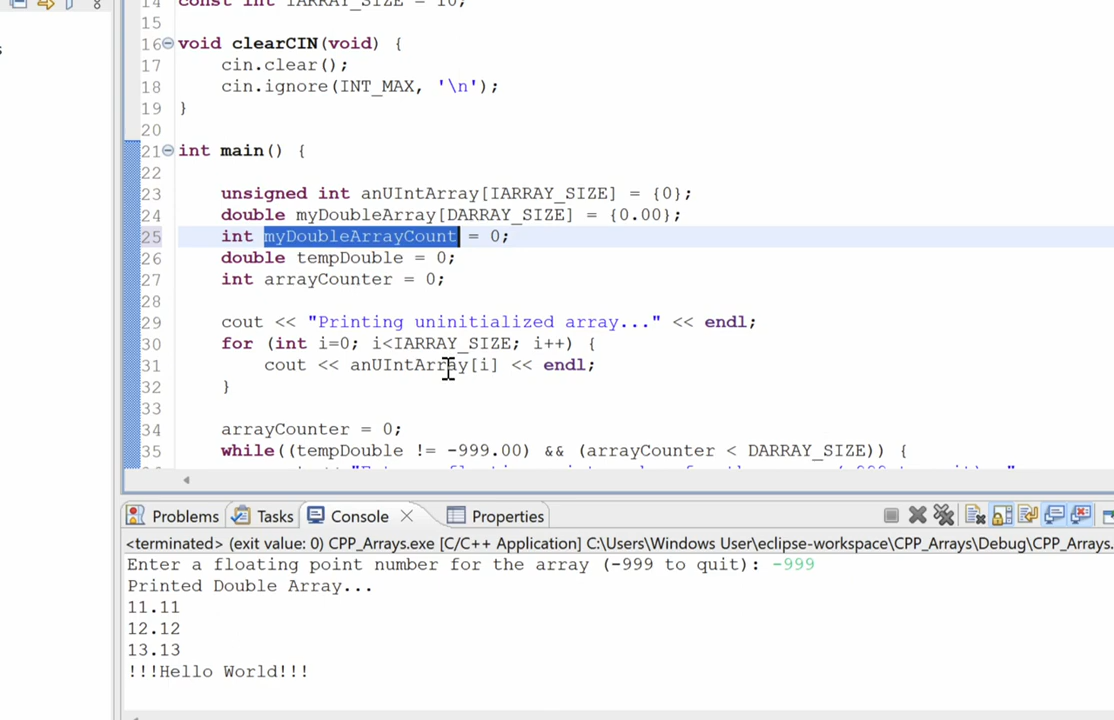 14 const int IARRAY_SIZE = 10;
15
16 void clearCIN(void) {
17 cin.clear();
18 cin.ignore(INT_MAX, '\n');
19 }
20
21 int main() {
22
23 unsigned int anUIntArray[IARRAY_SIZE] = {0};
24 double myDoubleArray[DARRAY_SIZE] = {0.00};
25 int myDoubleArrayCount = 0;
26 double tempDouble = 0;
27 int arrayCounter = 0;
28
29 cout << "Printing uninitialized array..." << endl;
30 for (int i=0; i<IARRAY_SIZE; i++) {
31 cout << anUIntArray[i] << endl;
32 }
33
34 arrayCounter = 0;
35 while((tempDouble != -999.00) && (arrayCounter < DARRAY_SIZE)) {
Problems Tasks Console Properties
<terminated> (exit value: 0) CPP_Arrays.exe [C/C++ Application] C:\Users\Windows User\eclipse-workspace\CPP_Arrays\Debug\CPP_Arrays.
Enter a floating point number for the array (-999 to quit): -999
Printed Double Array...
11.11
12.12
13.13
!!!Hello World!!!